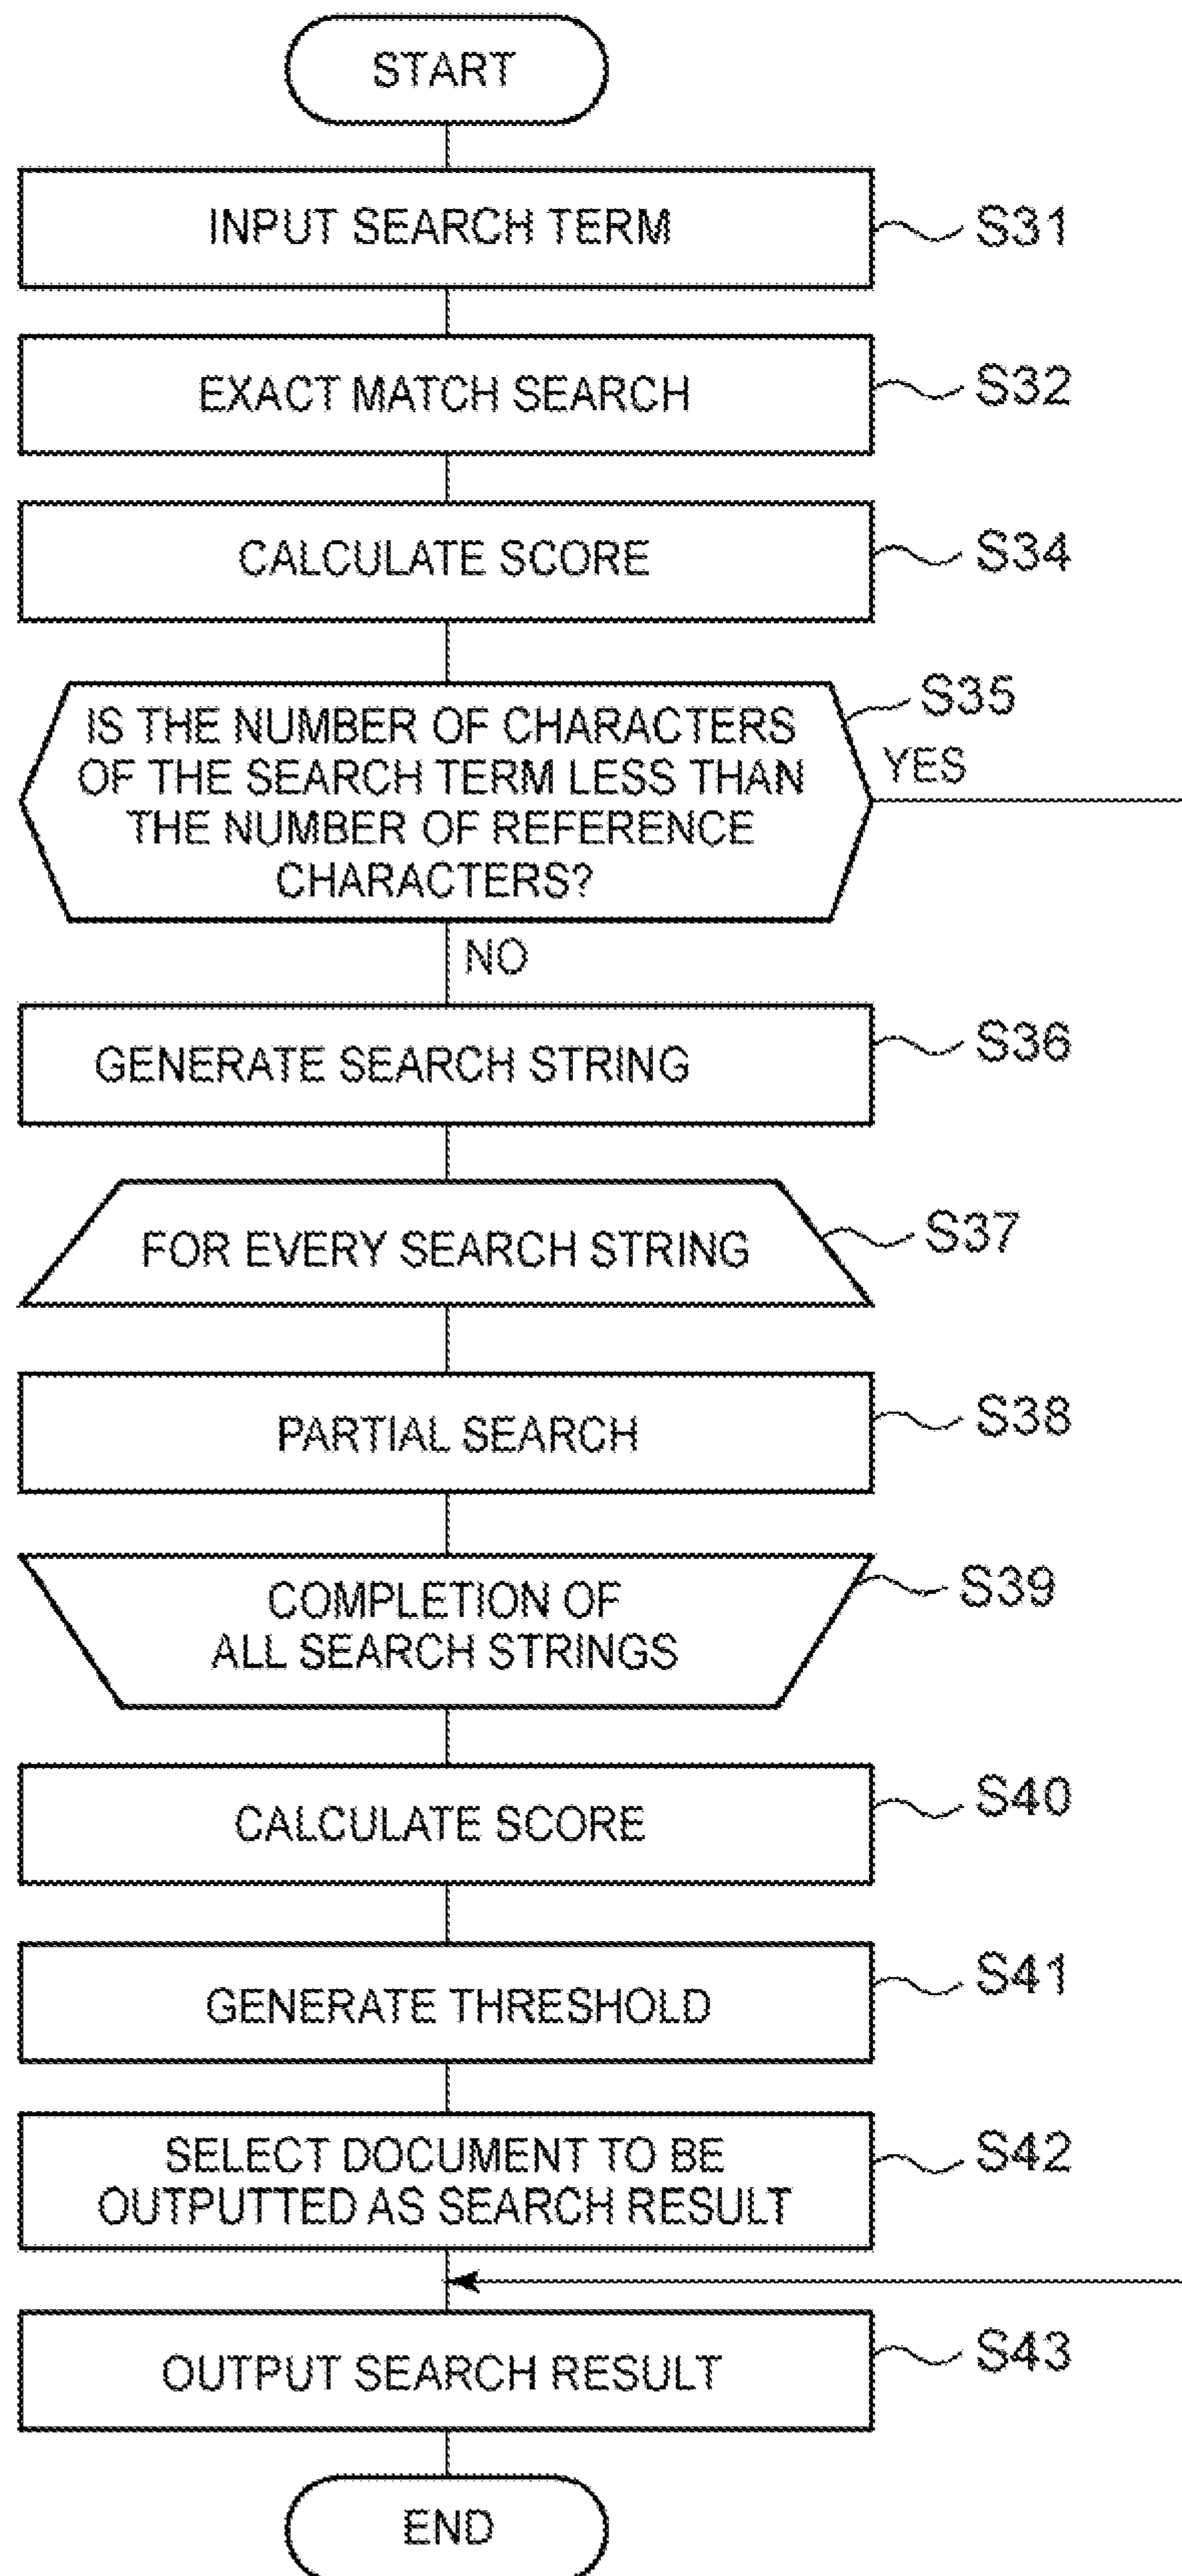 START
INPUT SEARCH TERM
S31
EXACT MATCH SEARCH
S32
CALCULATE SCORE
S34
IS THE NUMBER OF CHARACTERS
OF THE SEARCH TERM LESS THAN
THE NUMBER OF REFERENCE
CHARACTERS?
S35
YES
NO
GENERATE SEARCH STRING
S36
FOR EVERY SEARCH STRING
S37
PARTIAL SEARCH
S38
COMPLETION OF
ALL SEARCH STRINGS
S39
CALCULATE SCORE
S40
GENERATE THRESHOLD
S41
SELECT DOCUMENT TO BE
OUTPUTTED AS SEARCH RESULT
S42
OUTPUT SEARCH RESULT
S43
END